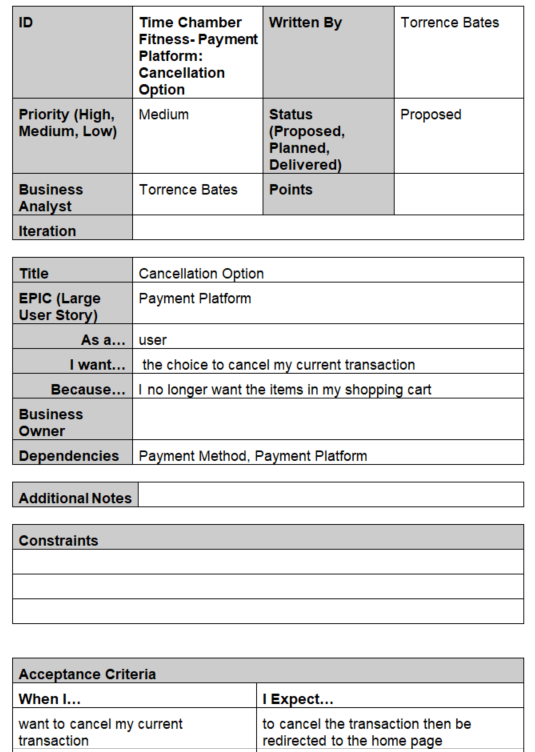 ID
Time Chamber
Fitness- Payment
Platform:
Cancellation
Option
Written By
Torrence Bates
Priority (High,
Medium, Low)
Medium
Status
(Proposed,
Planned,
Delivered)
Proposed
Business
Analyst
Torrence Bates
Points
Iteration
Title
Cancellation Option
EPIC (Large
User Story)
Payment Platform
As a…
user
I want…
the choice to cancel my current transaction
Because…
I no longer want the items in my shopping cart
Business
Owner
Dependencies
Payment Method, Payment Platform
Additional Notes
Constraints
Acceptance Criteria
When I…
I Expect…
want to cancel my current
transaction
to cancel the transaction then be
redirected to the home page